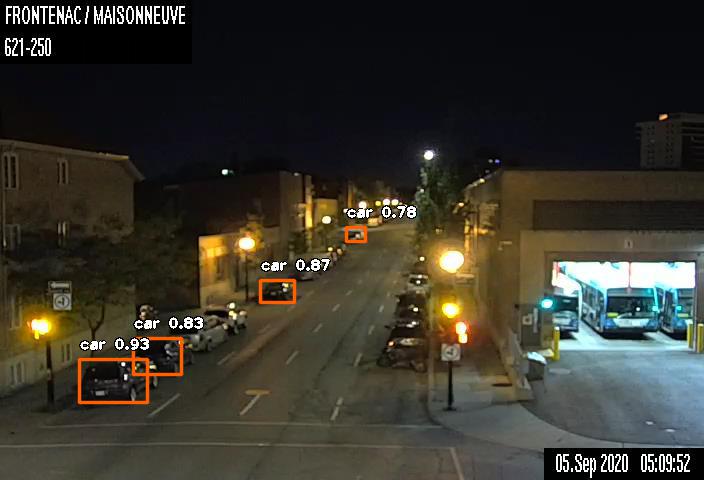 FRONTENAC / MAISONNEUVE
621-250
car 0.78
car 0.87
car 0.83
car 0.93
05.Sep 2020 05:09:52